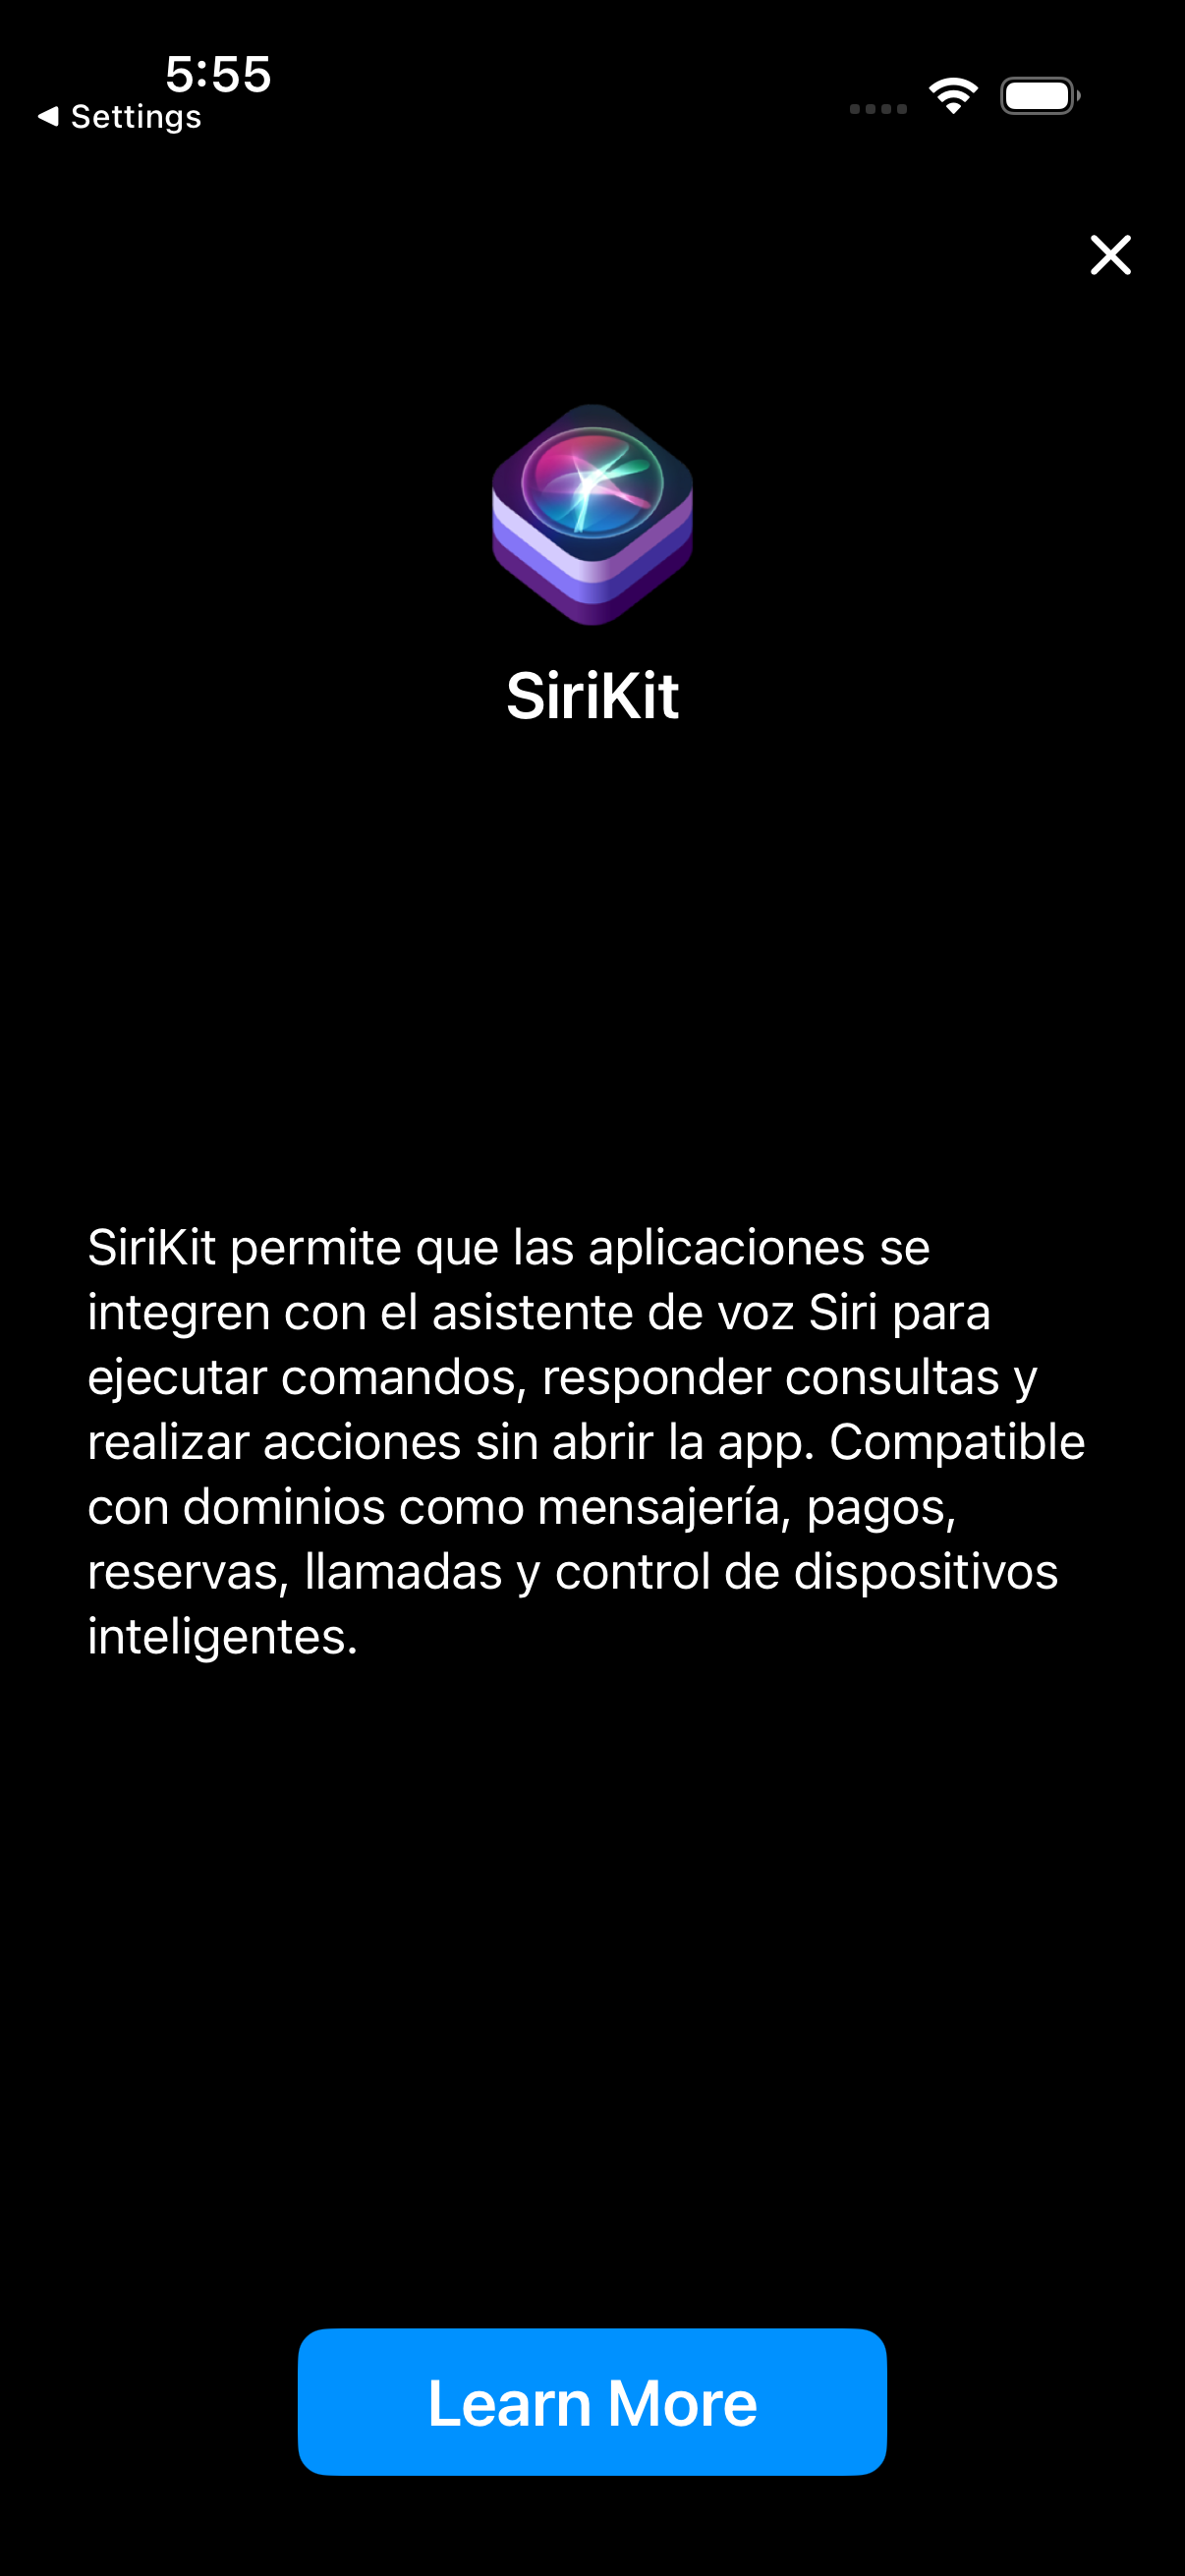 5:55
Settings
SiriKit
SiriKit permite que las aplicaciones se
integren con el asistente de voz Siri para
ejecutar comandos, responder consultas y
realizar acciones sin abrir la app. Compatible
con dominios como mensajería, pagos,
reservas, llamadas y control de dispositivos
inteligentes.
Learn More